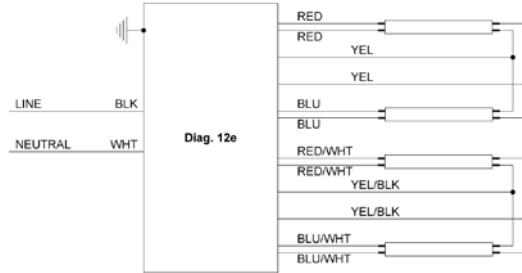 RED
RED
YEL
YEL
LINE BLK
BLU
BLU
Diag. 12e
NEUTRAL WHT
RED/WHT
RED/WHT
YEL/BLK
YEL/BLK
BLU/WHT
BLU/WHT